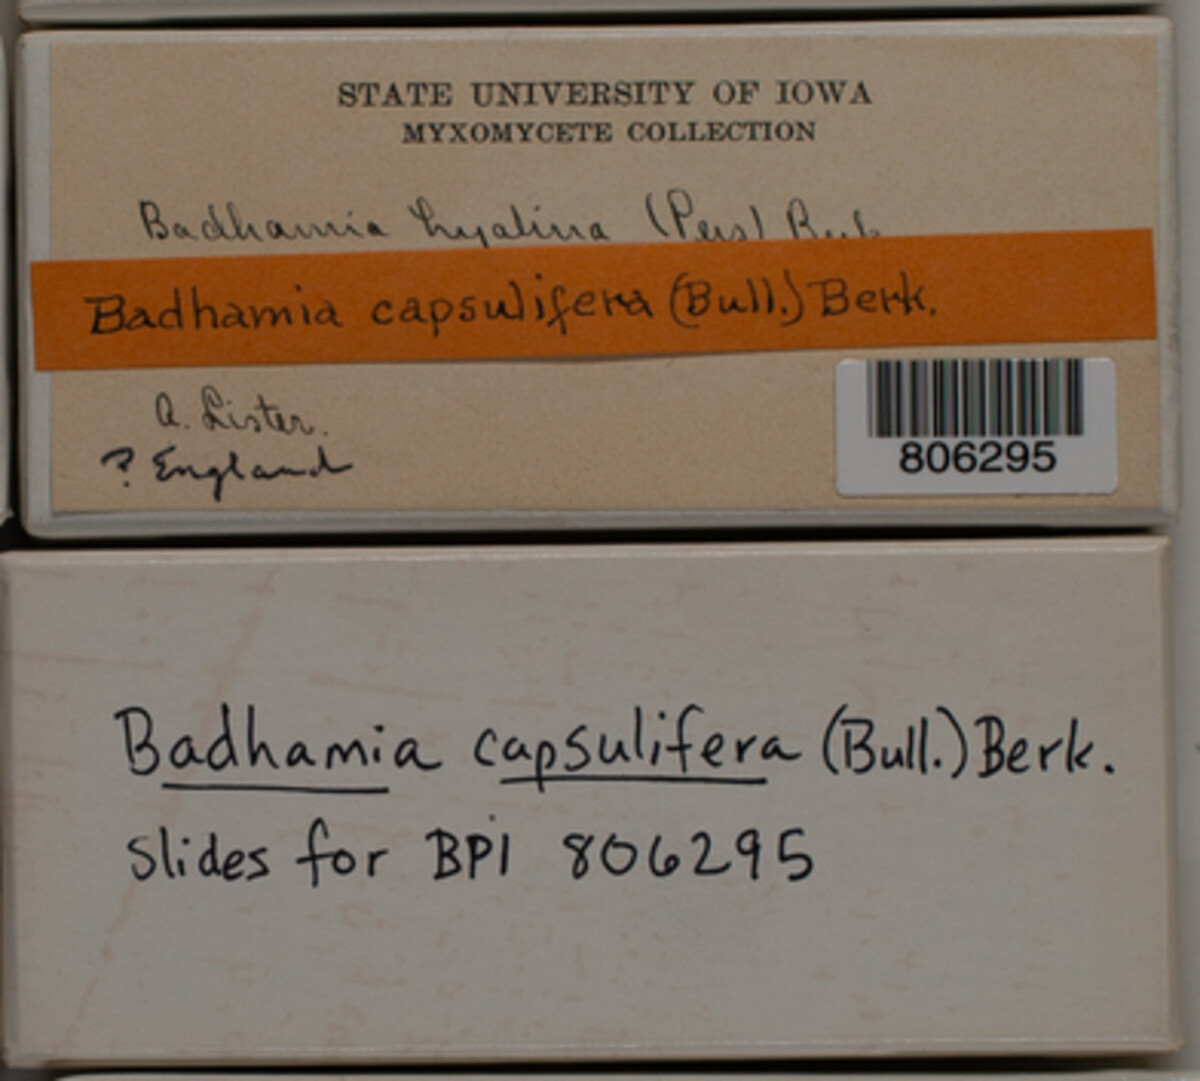 STATE UNIVERSITY OF IOWA
MYXOMYCETE COLLECTION
Badhamia hyalina (Pers) Berk
Badhamia capsulifera (Bull.) Berk.
A. Lister.
? England
806295
Badhamia capsulifera (Bull.) Berk.
slides for BPI 806295